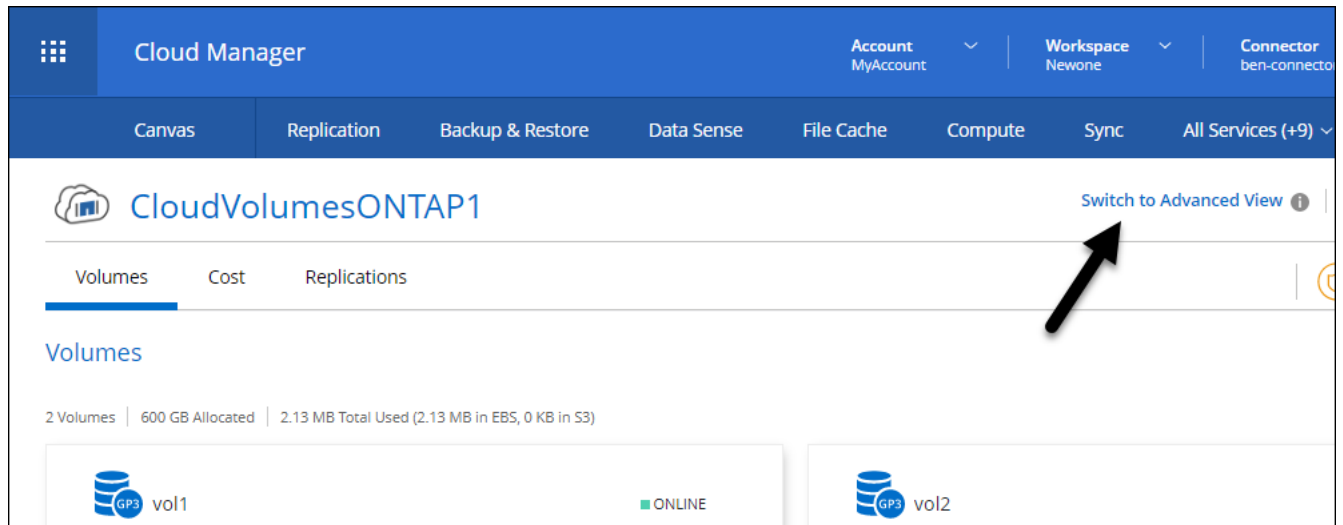 Cloud Manager
Account
MyAccount
Workspace
Newone
Connector
Canvas
Replication
Backup & Restore
Data Sense
File Cache
Compute
Sync
All Services (+9)
CloudVolumesONTAP1
Switch to Advanced View
Volumes
Cost
Replications
Volumes
2 Volumes | 600 GB Allocated | 2.13 MB Total Used (2.13 MB in EBS, 0 KB in S3)
GP3 vol1
ONLINE
GP3 vol2